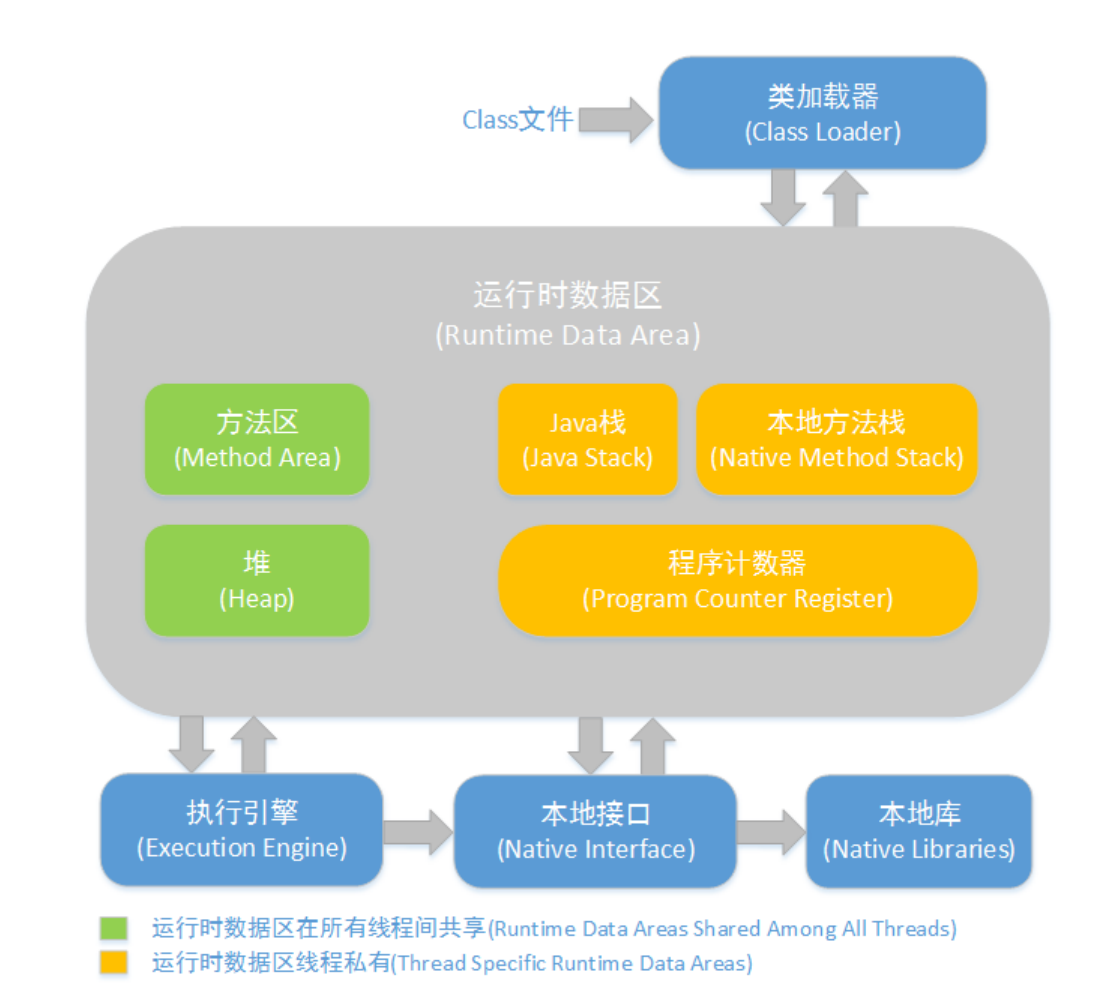 类加载器
(Class Loader)
Class文件
运行时数据区
(Runtime Data Area)
方法区
(Method Area)
Java栈
(Java Stack)
本地方法栈
(Native Method Stack)
堆
(Heap)
程序计数器
(Program Counter Register)
执行引擎
(Execution Engine)
本地接口
(Native Interface)
本地库
(Native Libraries)
运行时数据区在所有线程间共享(Runtime Data Areas Shared Among All Threads)
运行时数据区线程私有(Thread Specific Runtime Data Areas)